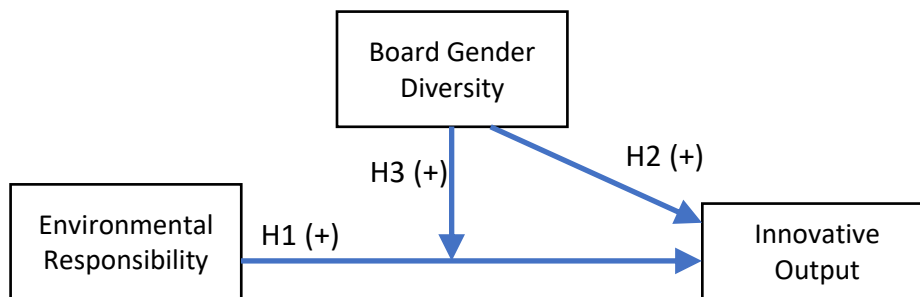 Board Gender
Diversity
H3 (+)
H2 (+)
Environmental
Responsibility
H1 (+)
Innovative
Output